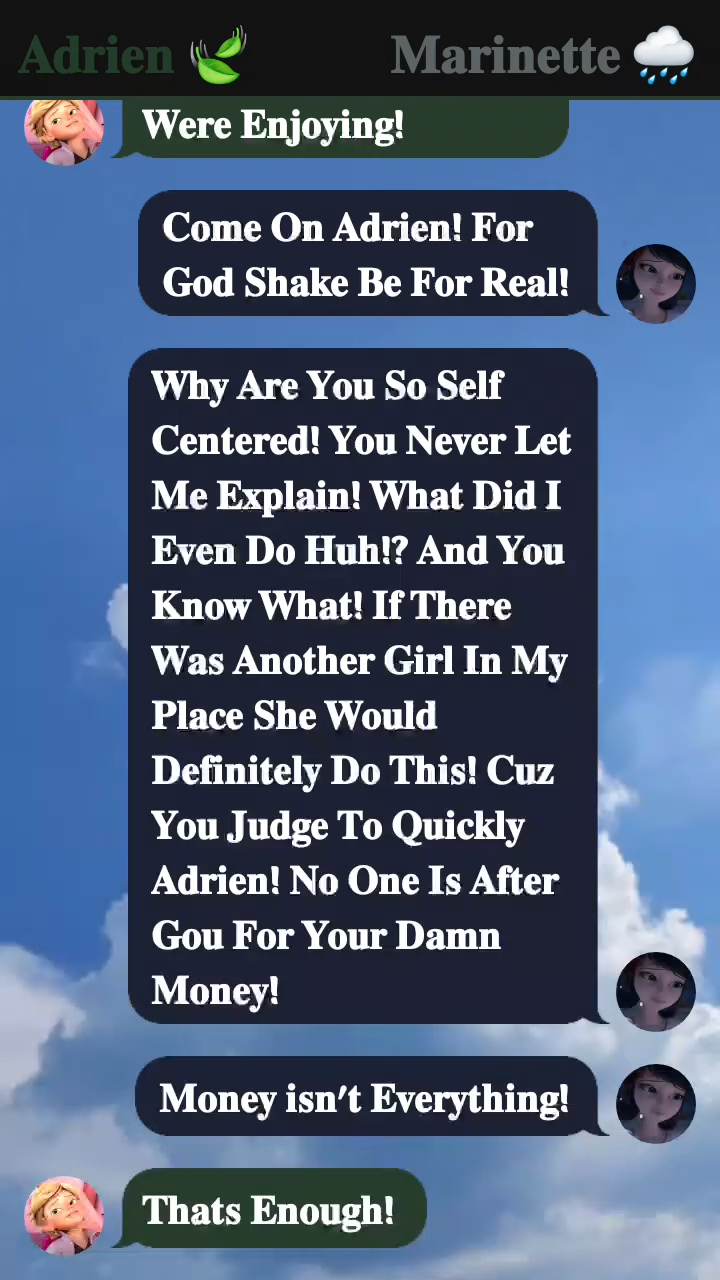 Adrien Marinette
Were Enjoying!
Come On Adrien! For
God Shake Be For Real!
Why Are You So Self
Centered! You Never Let
Me Explain! What Did I
Even Do Huh!? And You
Know What! If There
Was Another Girl In My
Place She Would
Definitely Do This! Cuz
You Judge To Quickly
Adrien! No One Is After
Gou For Your Damn
Money!
Money isn't Everything!
Thats Enough!